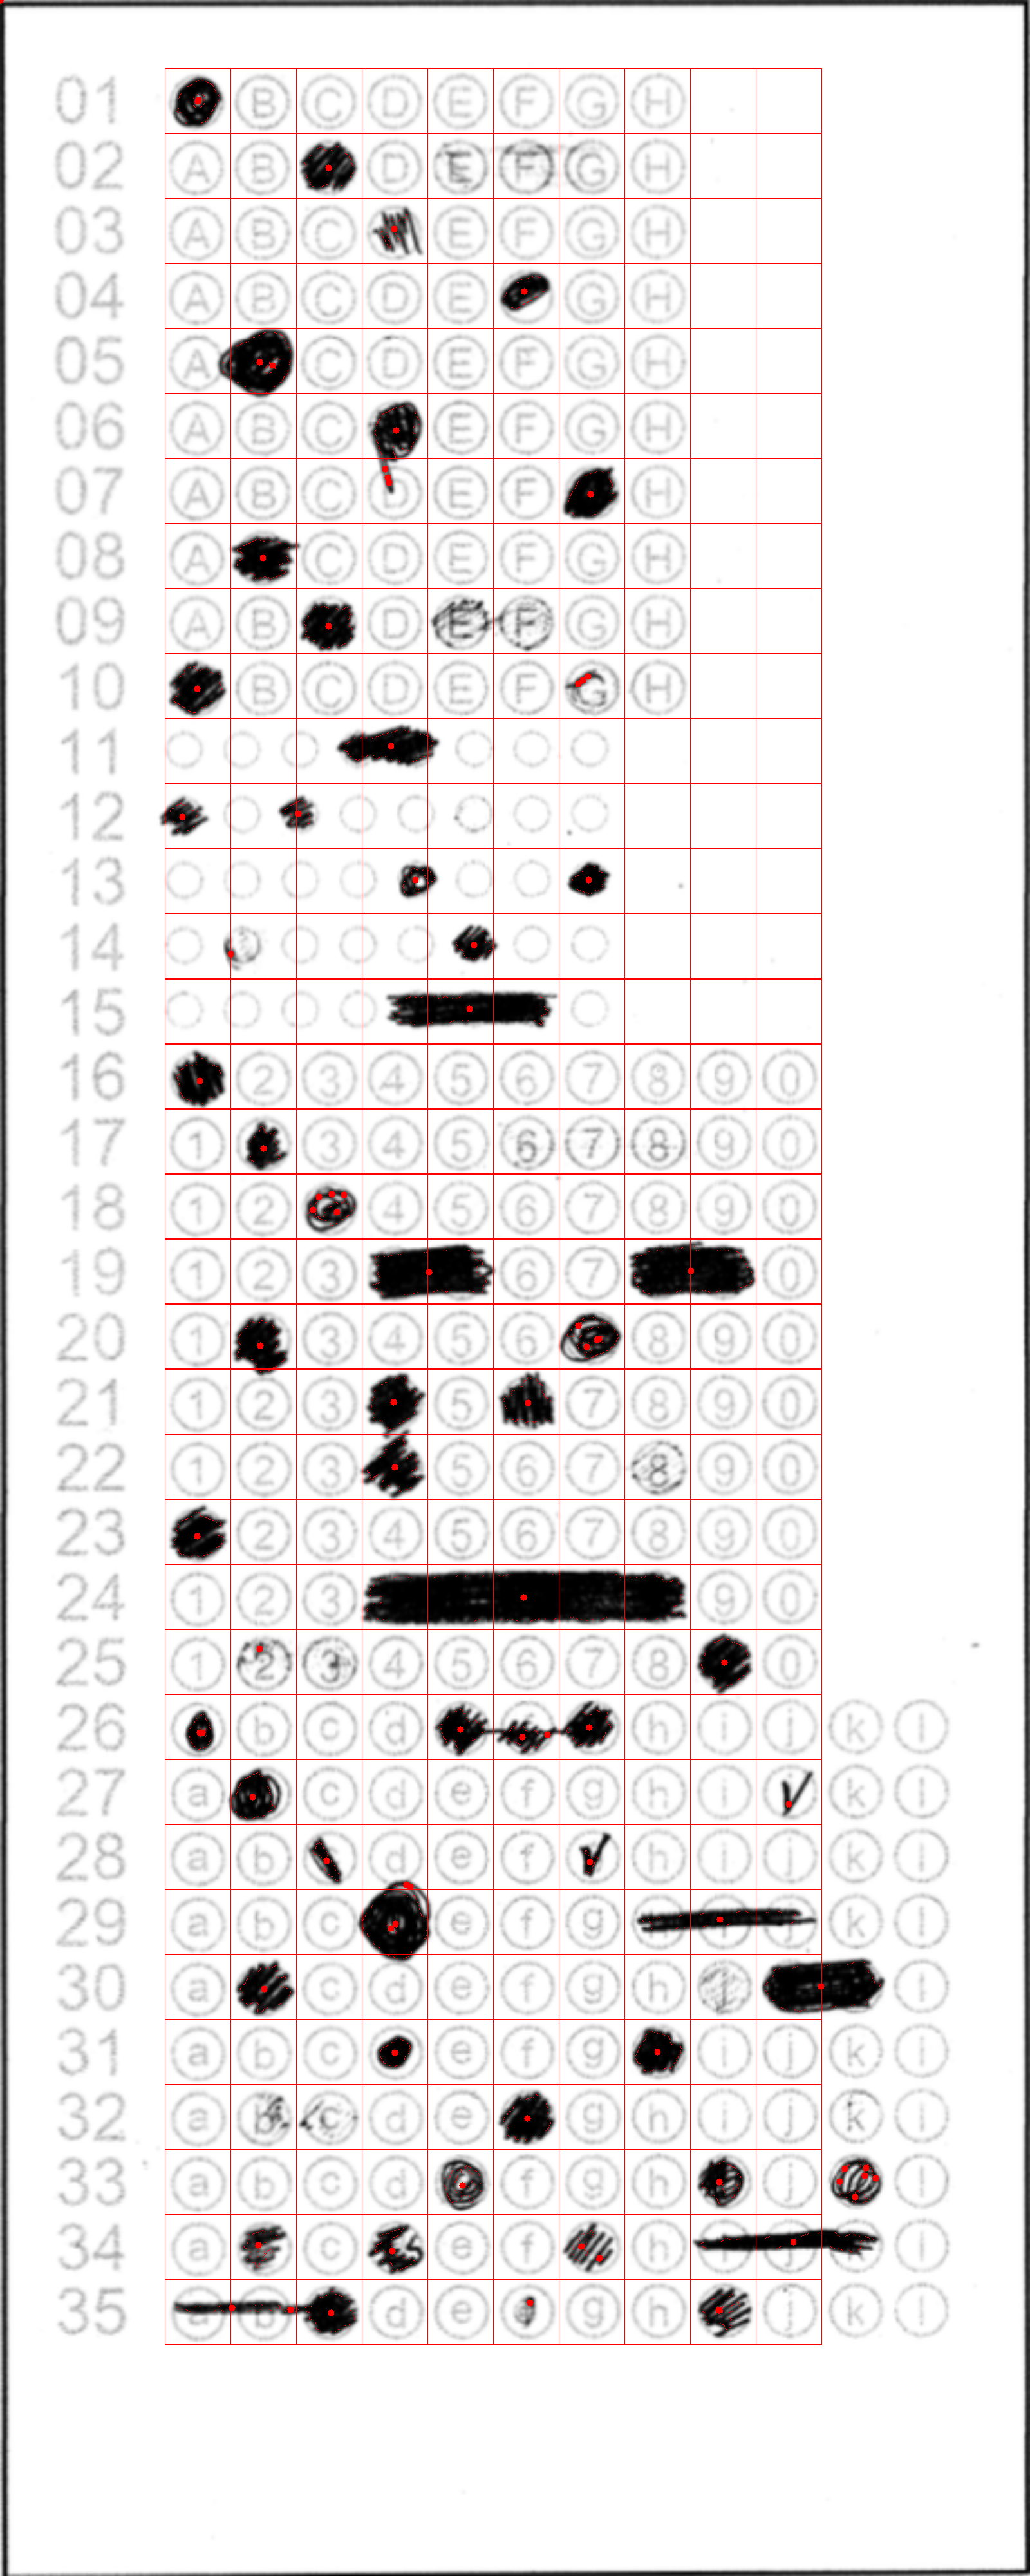 01 B C D E F G H
02 A B D E F G H
03 A B C E F G H
04 A B C D E G H
05 A C D E F G H
06 A B C E F G H
07 A B C D E F H
08 A C D E F G H
09 A B D E F G H
10 B C D E F G H
11
12
13
14
15
16 2 3 4 5 6 7 8 9 0
17 1 3 4 5 6 7 8 9 0
18 1 2 4 5 6 7 8 9 0
19 1 2 3 6 7 0
20 1 3 4 5 6 8 9 0
21 1 2 3 5 7 8 9 0
22 1 2 3 5 6 7 8 9 0
23 2 3 4 5 6 7 8 9 0
24 1 2 3 9 0
25 1 2 3 4 5 6 7 8 0
26 b c d h i j k l
27 a c d e f g h i k l
28 a b d e f h i j k l
29 a b c e f g k l
30 a c d e f g h l
31 a b c e f g i j k l
32 a b c d e g h i j k l
33 a b c d f g h j l
34 a c e f h l
35 a b d e g h j k l